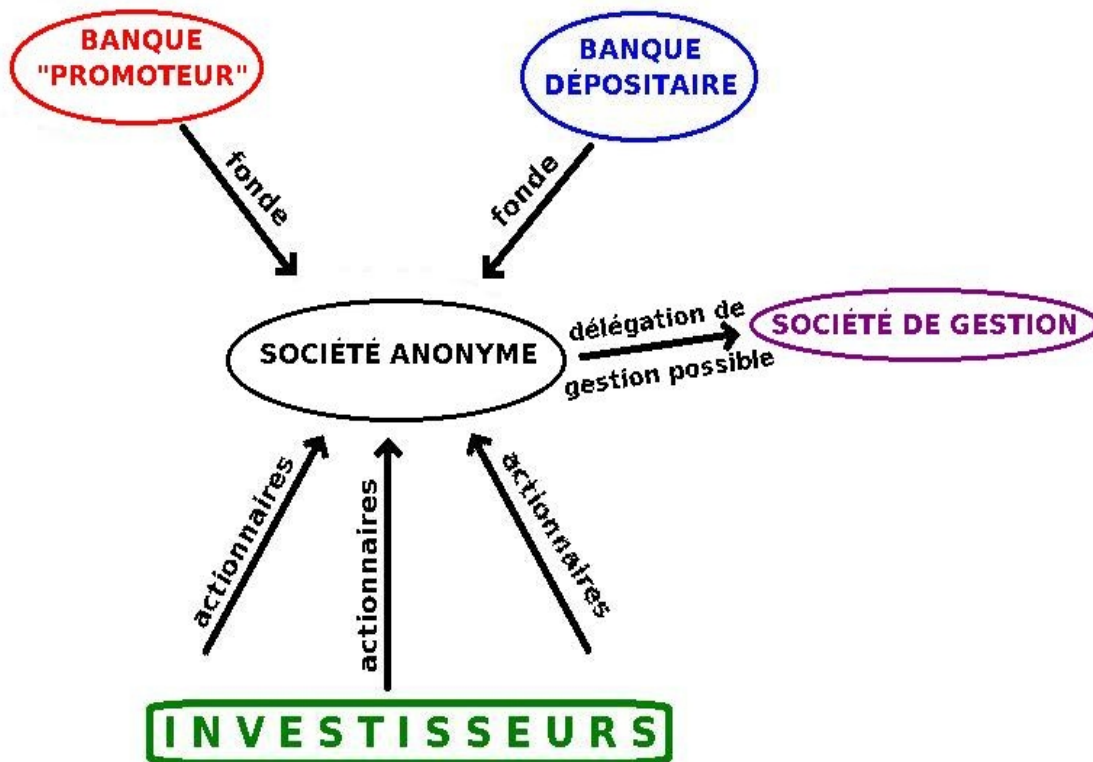 BANQUE
"PROMOTEUR"
BANQUE
DÉPOSITAIRE
fonde
fonde
SOCIÉTÉ ANONYME
délégation de
gestion possible
SOCIÉTÉ DE GESTION
actionnaires
actionnaires
actionnaires
INVESTISSEURS